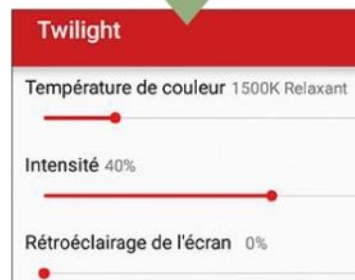 Twilight
Température de couleur 1500K Relaxant
Intensité 40%
Rétroéclairage de l'écran 0%